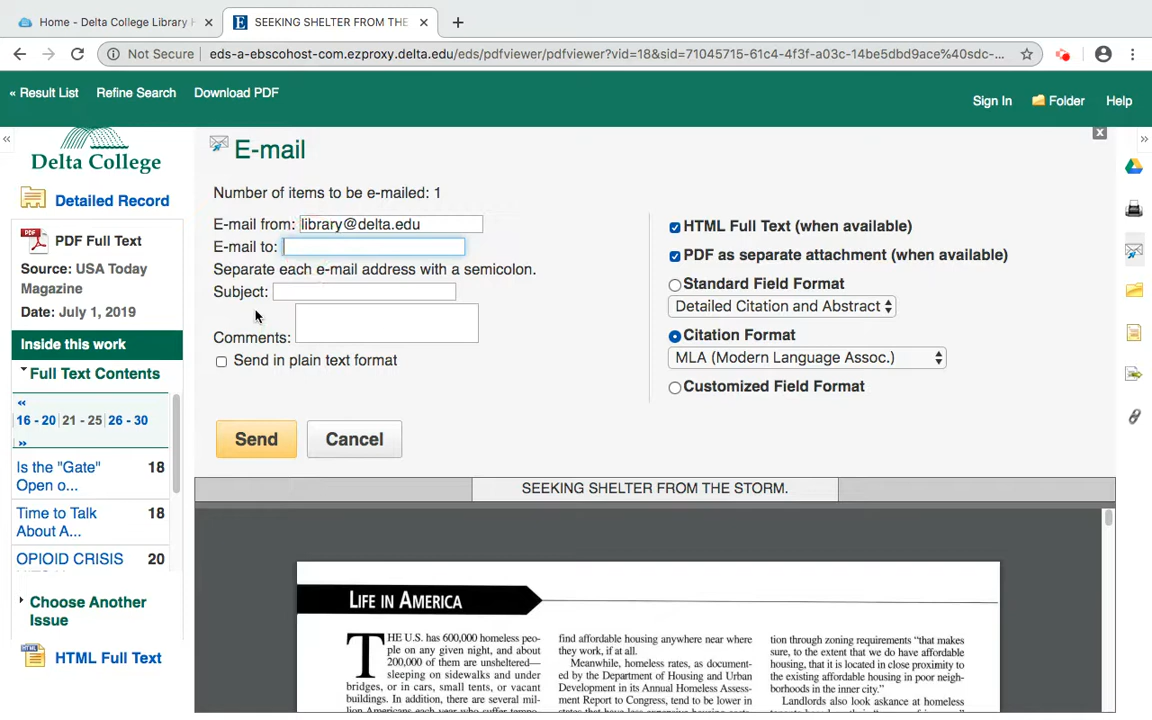 Home - Delta College Library H
SEEKING SHELTER FROM THE
Not Secure
eds-a-ebscohost-com.ezproxy.delta.edu/eds/pdfviewer/pdfviewer?vid=18&sid=71045715-61c4-4f3f-a03c-14be5dbd9ace%40sdc-...
« Result List
Refine Search
Download PDF
Sign In
Folder
Help
Delta College
Detailed Record
PDF
PDF Full Text
Source: USA Today
Magazine
Date: July 1, 2019
Inside this work
Full Text Contents
«
16 - 20 | 21 - 25 | 26 - 30
»
Is the "Gate" 18
Open o...
Time to Talk 18
About A...
OPIOID CRISIS 20
Choose Another
Issue
HTML Full Text
E-mail
Number of items to be e-mailed: 1
E-mail from: library@delta.edu
E-mail to:
Separate each e-mail address with a semicolon.
Subject:
Comments:
Send in plain text format
Send
Cancel
HTML Full Text (when available)
PDF as separate attachment (when available)
Standard Field Format
Detailed Citation and Abstract
Citation Format
MLA (Modern Language Assoc.)
Customized Field Format
SEEKING SHELTER FROM THE STORM.
LIFE IN AMERICA
THE U.S. has 600,000 homeless peo-
ple on any given night, and about
200,000 of them are unsheltered—
sleeping on sidewalks and under
bridges, or in cars, small tents, or vacant
buildings. In addition, there are several mil-
find affordable housing anywhere near where
they work, if at all.
Meanwhile, homeless rates, as document-
ed by the Department of Housing and Urban
Development in its Annual Homeless Assess-
ment Report to Congress, tend to be lower in
tion through zoning requirements "that makes
sure, to the extent that we do have affordable
housing, that it is located in close proximity to
the existing affordable housing in poor neigh-
borhoods in the inner city."
Landlords also look askance at homeless